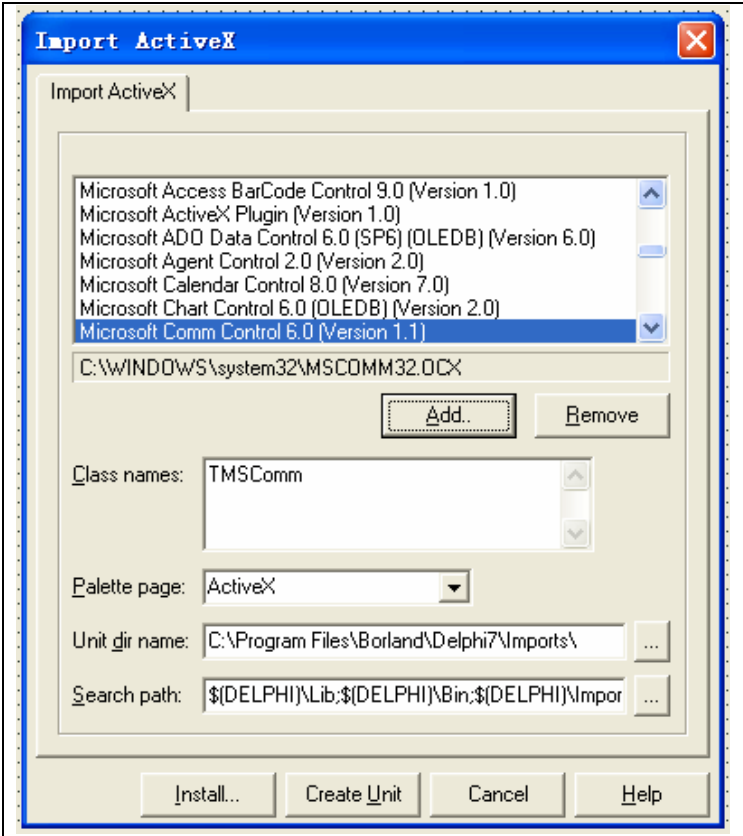 Import ActiveX
Import ActiveX
Microsoft Access BarCode Control 9.0 (Version 1.0)
Microsoft ActiveX Plugin (Version 1.0)
Microsoft ADO Data Control 6.0 (SP6) (OLEDB) (Version 6.0)
Microsoft Agent Control 2.0 (Version 2.0)
Microsoft Calendar Control 8.0 (Version 7.0)
Microsoft Chart Control 6.0 (OLEDB) (Version 2.0)
Microsoft Comm Control 6.0 (Version 1.1)
C:\WINDOWS\system32\MSCOMM32.OCX
Add.. Remove
Class names: TMSComm
Palette page: ActiveX
Unit dir name: C:\Program Files\Borland\Delphi7\Imports\ ...
Search path: $(DELPHI)\Lib;$(DELPHI)\Bin;$(DELPHI)\Impor ...
Install... Create Unit Cancel Help